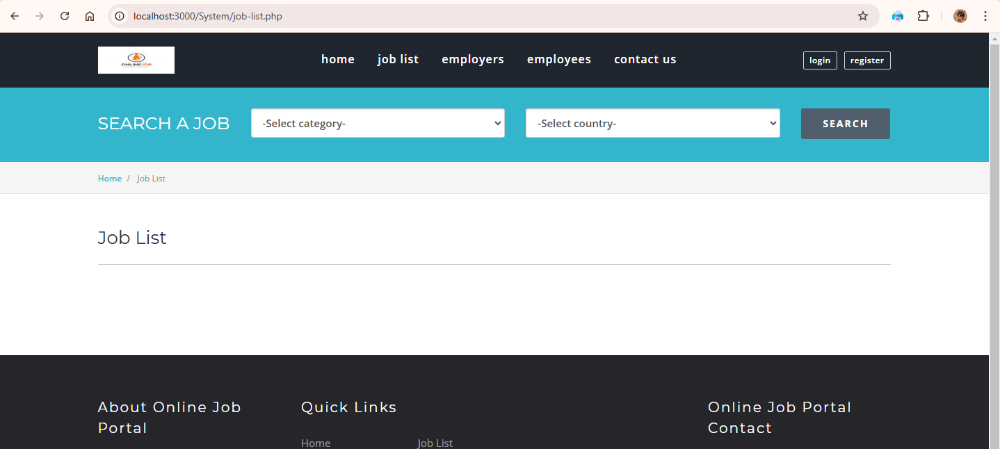 localhost:3000/System/job-list.php
ONLINEJOB
home job list employers employees contact us login register
SEARCH A JOB -Select category- -Select country- SEARCH
Home / Job List
Job List
About Online Job Portal
Quick Links
Home Job List
Online Job Portal Contact